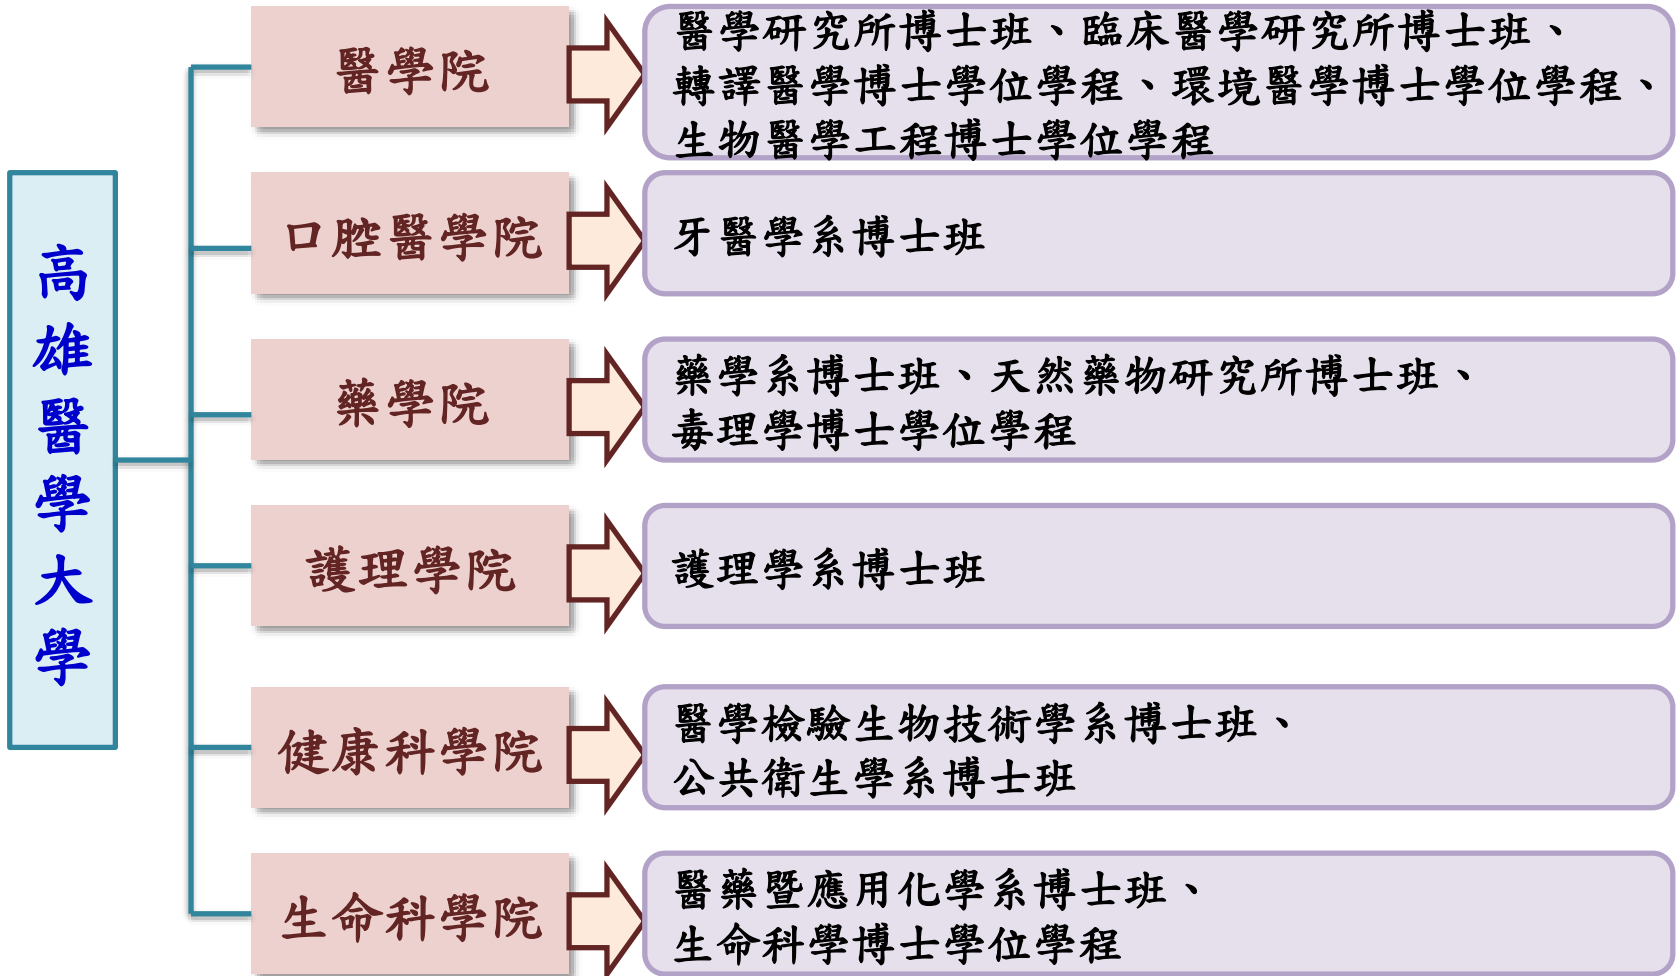 高雄醫學大學
醫學院
醫學研究所博士班、臨床醫學研究所博士班、
轉譯醫學博士學位學程、環境醫學博士學位學程、
生物醫學工程博士學位學程
口腔醫學院
牙醫學系博士班
藥學院
藥學系博士班、天然藥物研究所博士班、
毒理學博士學位學程
護理學院
護理學系博士班
健康科學院
醫學檢驗生物技術學系博士班、
公共衛生學系博士班
生命科學院
醫藥暨應用化學系博士班、
生命科學博士學位學程